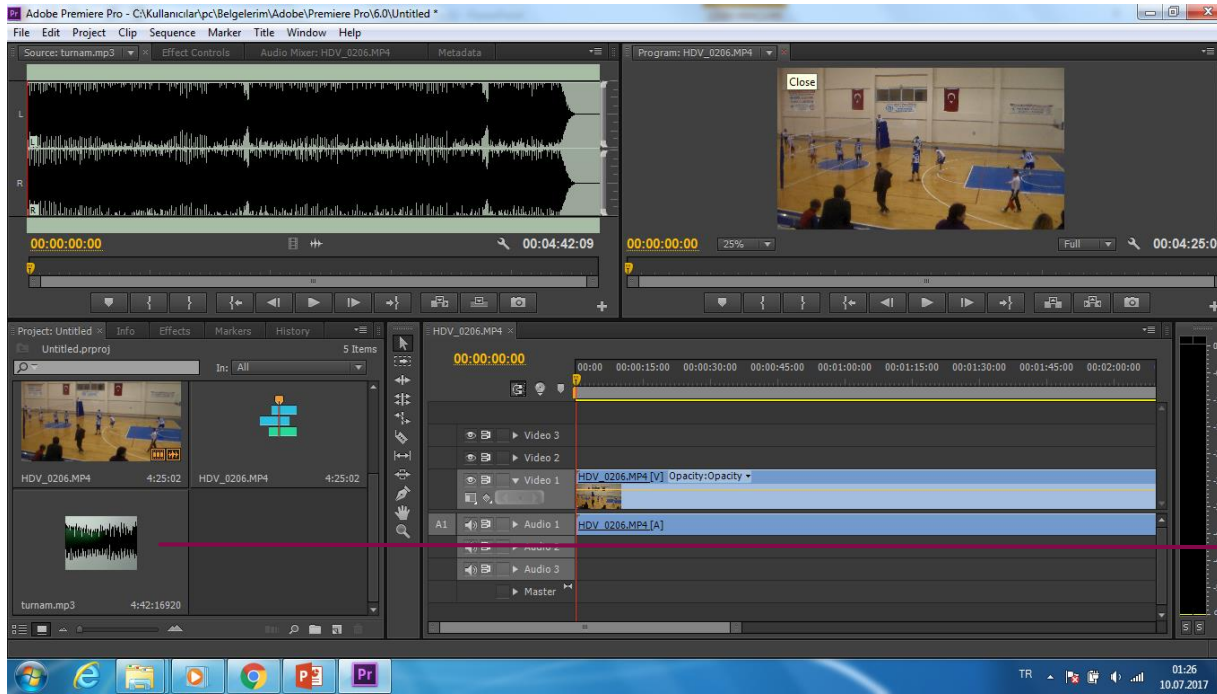 Adobe Premiere Pro - C:\Kullanıcılar\pc\Belgelerim\Adobe\Premiere Pro\6.0\Untitled *
File Edit Project Clip Sequence Marker Title Window Help
Source: turnam.mp3 Effect Controls Audio Mixer: HDV_0206.MP4 Metadata
Program: HDV_0206.MP4
Close
L
L
R
R
00:00:00:00 00:04:42:09
00:00:00:00 25% Full 00:04:25:0
Project: Untitled Info Effects Markers History
Untitled.prproj 5 Items
In: All
HDV_0206.MP4 4:25:02
HDV_0206.MP4 4:25:02
turnam.mp3 4:42:16920
HDV_0206.MP4
00:00:00:00
00:00 00:00:15:00 00:00:30:00 00:00:45:00 00:01:00:00 00:01:15:00 00:01:30:00 00:01:45:00 00:02:00:00
Video 3
Video 2
Video 1 HDV_0206.MP4 [V] Opacity:Opacity
A1 Audio 1 HDV_0206.MP4 [A]
Audio 2
Audio 3
Master
S S
Pr
TR 01:26
10.07.2017